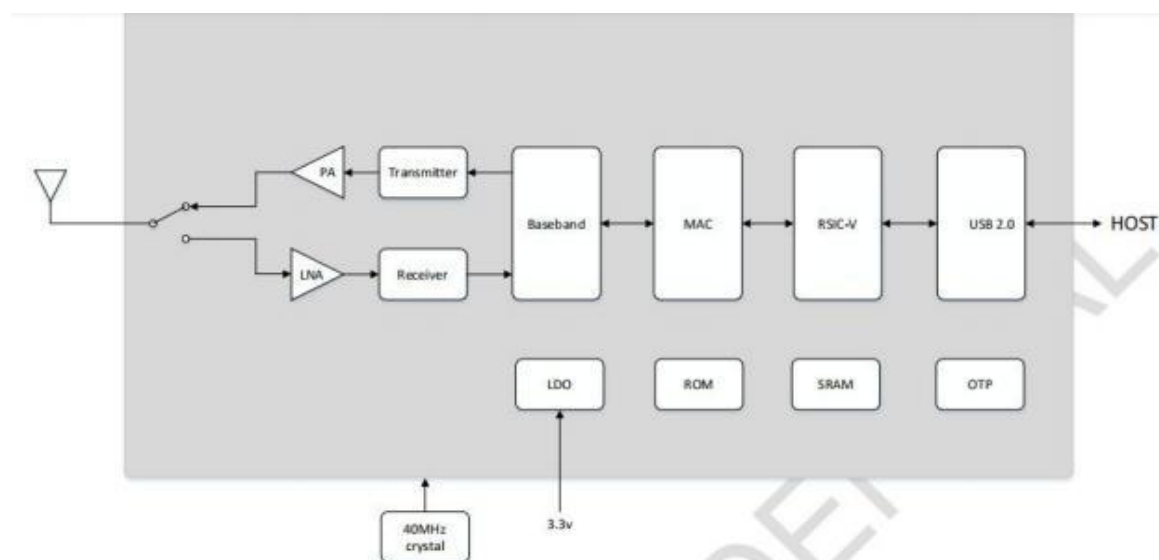 PA
Transmitter
LNA
Receiver
Baseband
MAC
RSIC-V
USB 2.0
HOST
LDO
ROM
SRAM
OTP
40MHz
crystal
3.3v